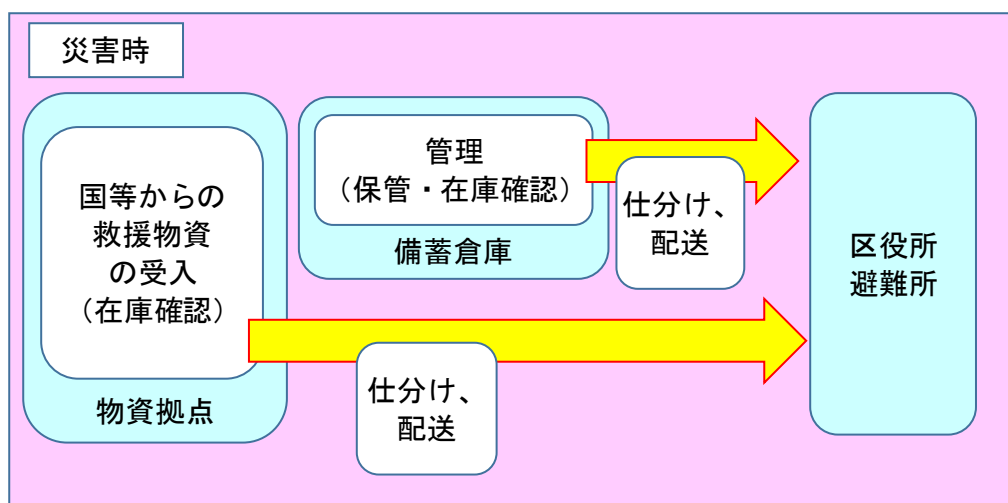 災害時
国等からの
救援物資
の受入
（在庫確認）
物資拠点
管理
（保管・在庫確認）
備蓄倉庫
仕分け、
配送
仕分け、
配送
区役所
避難所